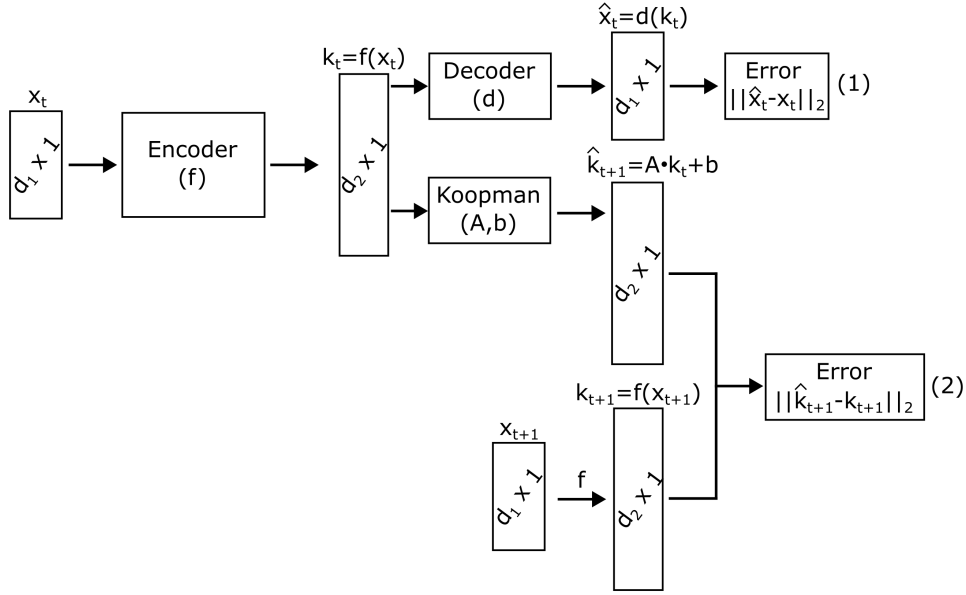 x̂ₜ=d(kₜ)
kₜ=f(xₜ)
Decoder
(d)
d₁ x 1
Error
||x̂ₜ-xₜ||₂
(1)
xₜ
d₁ x 1
Encoder
(f)
d₂ x 1
k̂ₜ₊₁=A•kₜ+b
Koopman
(A,b)
d₂ x 1
Error
||k̂ₜ₊₁-kₜ₊₁||₂
(2)
kₜ₊₁=f(xₜ₊₁)
xₜ₊₁
d₁ x 1
f
d₂ x 1